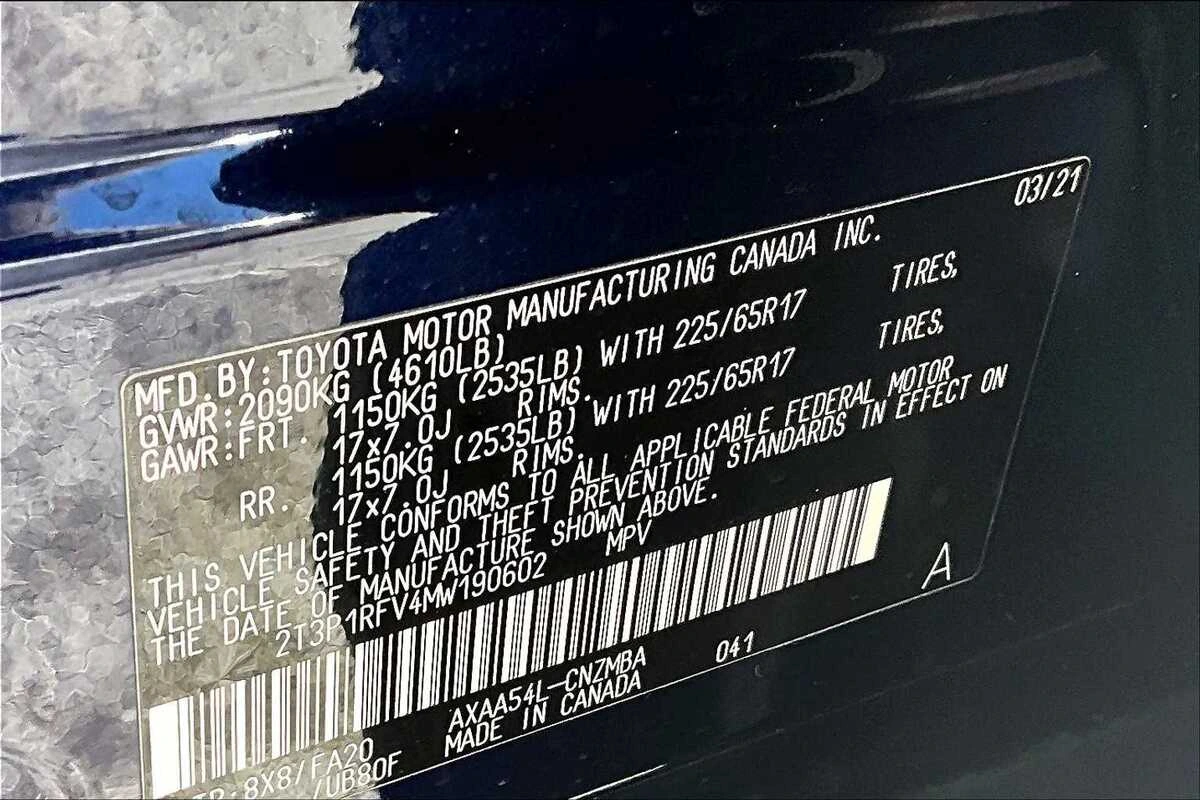 03/21
MFD. BY: TOYOTA MOTOR MANUFACTURING CANADA INC.
GVWR: 2090KG (4610LB)
GAWR: FRT. 1150KG (2535LB) WITH 225/65R17 TIRES,
17x7.0J RIMS.
RR. 1150KG (2535LB) WITH 225/65R17 TIRES,
17x7.0J RIMS.
THIS VEHICLE CONFORMS TO ALL APPLICABLE FEDERAL MOTOR
VEHICLE SAFETY AND THEFT PREVENTION STANDARDS IN EFFECT ON
THE DATE OF MANUFACTURE SHOWN ABOVE.
2T3P1RFV4MW190602 MPV
A
AXAA54L-CNZMBA 041
MADE IN CANADA
8X8/FA20
/UB80F